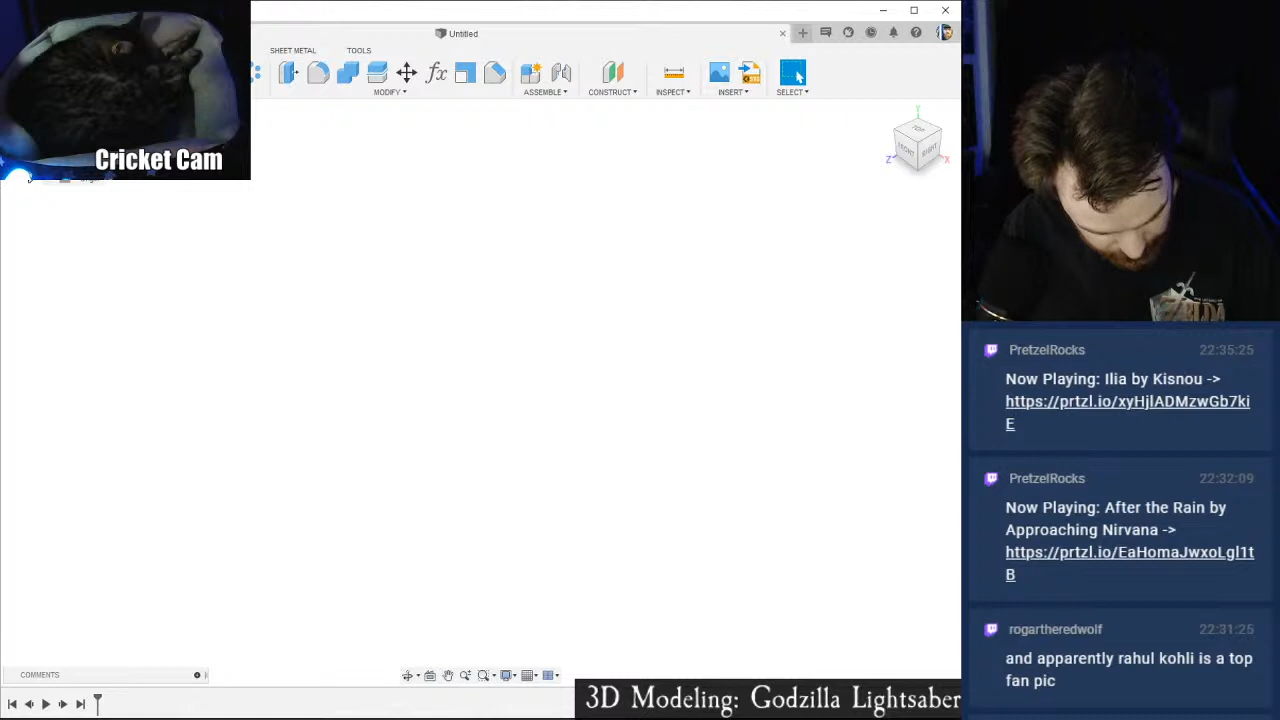 Cricket Cam
Untitled
SHEET METAL
TOOLS
MODIFY
ASSEMBLE
CONSTRUCT
INSPECT
INSERT
SELECT
Y
TOP
FRONT
RIGHT
Z
X
PretzelRocks 22:35:25
Now Playing: Ilia by Kisnou ->
https://prtzl.io/xyHjlADMzwGb7ki
E
PretzelRocks 22:32:09
Now Playing: After the Rain by
Approaching Nirvana ->
https://prtzl.io/EaHomaJwxoLgl1t
B
rogartheredwolf 22:31:25
and apparently rahul kohli is a top
fan pic
COMMENTS
3D Modeling: Godzilla Lightsaber